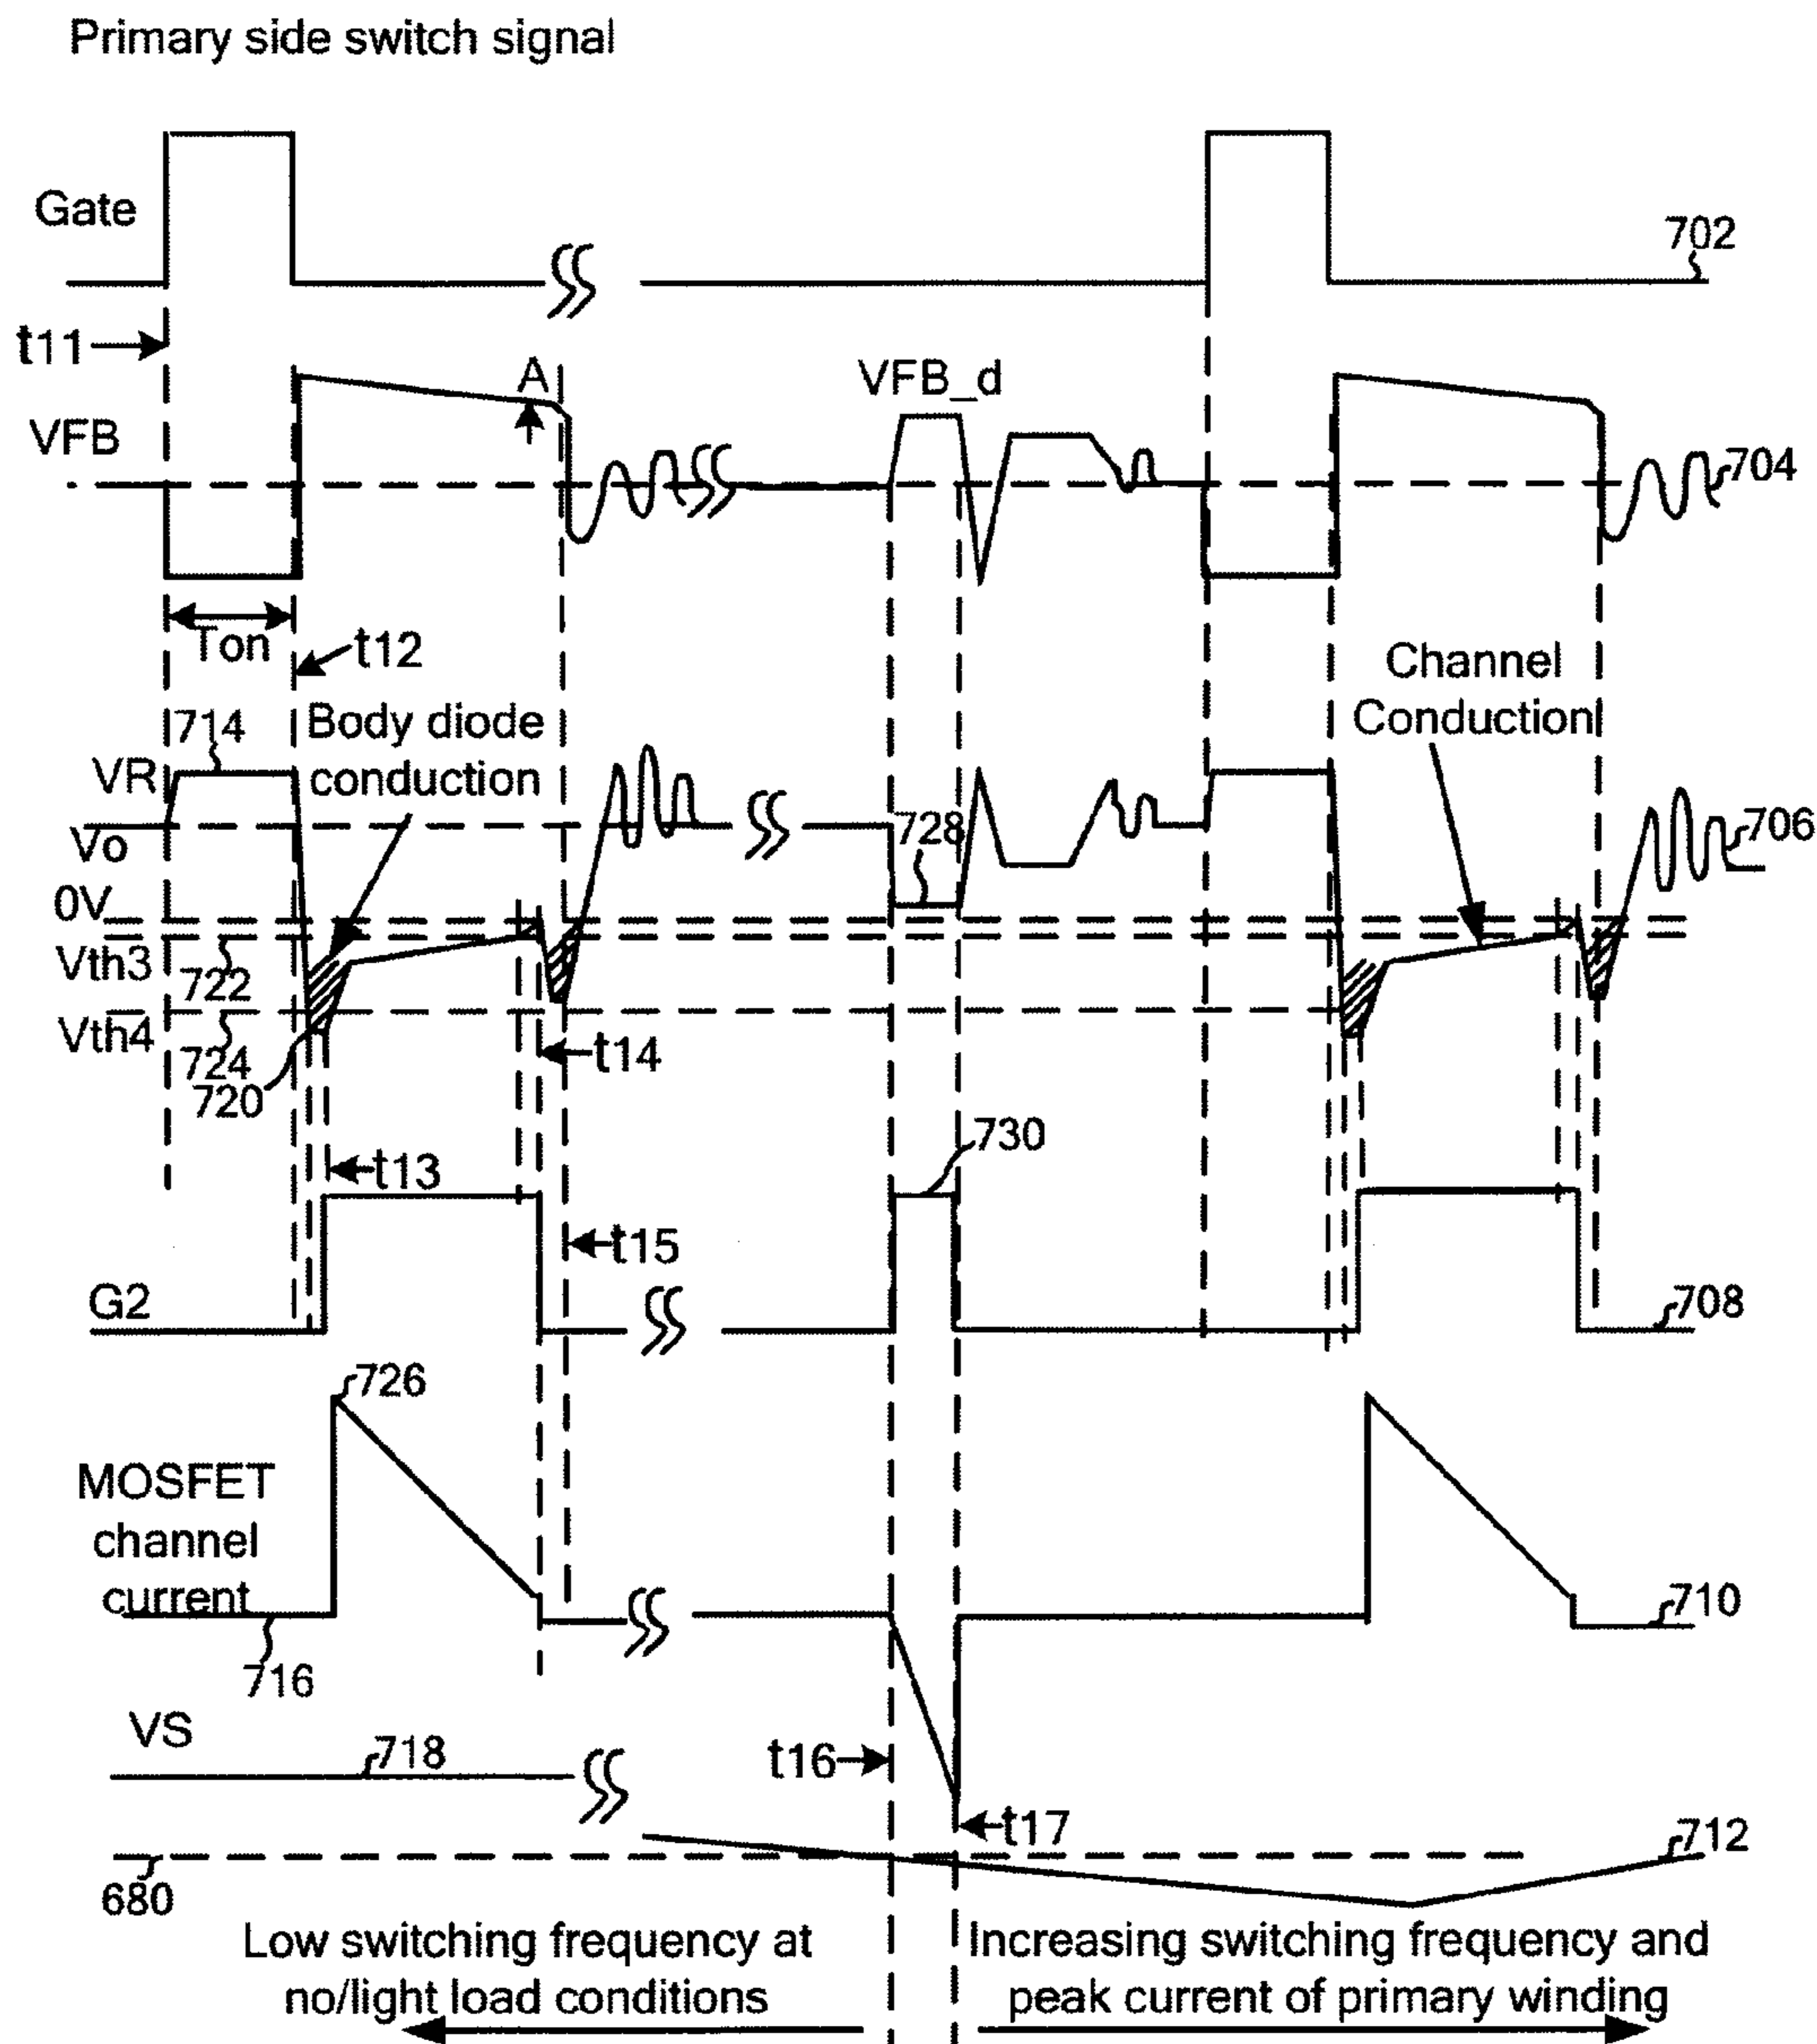 Primary side switch signal
Gate
702
t11
A
VFB_d
VFB
704
Ton
t12
Channel
Conduction
714
Body diode
conduction
VR
Vo
728
706
0V
Vth3
722
Vth4
724
720
t14
t13
730
t15
G2
708
726
MOSFET
channel
current
710
716
VS
718
t16
t17
712
680
Low switching frequency at
no/light load conditions
Increasing switching frequency and
peak current of primary winding